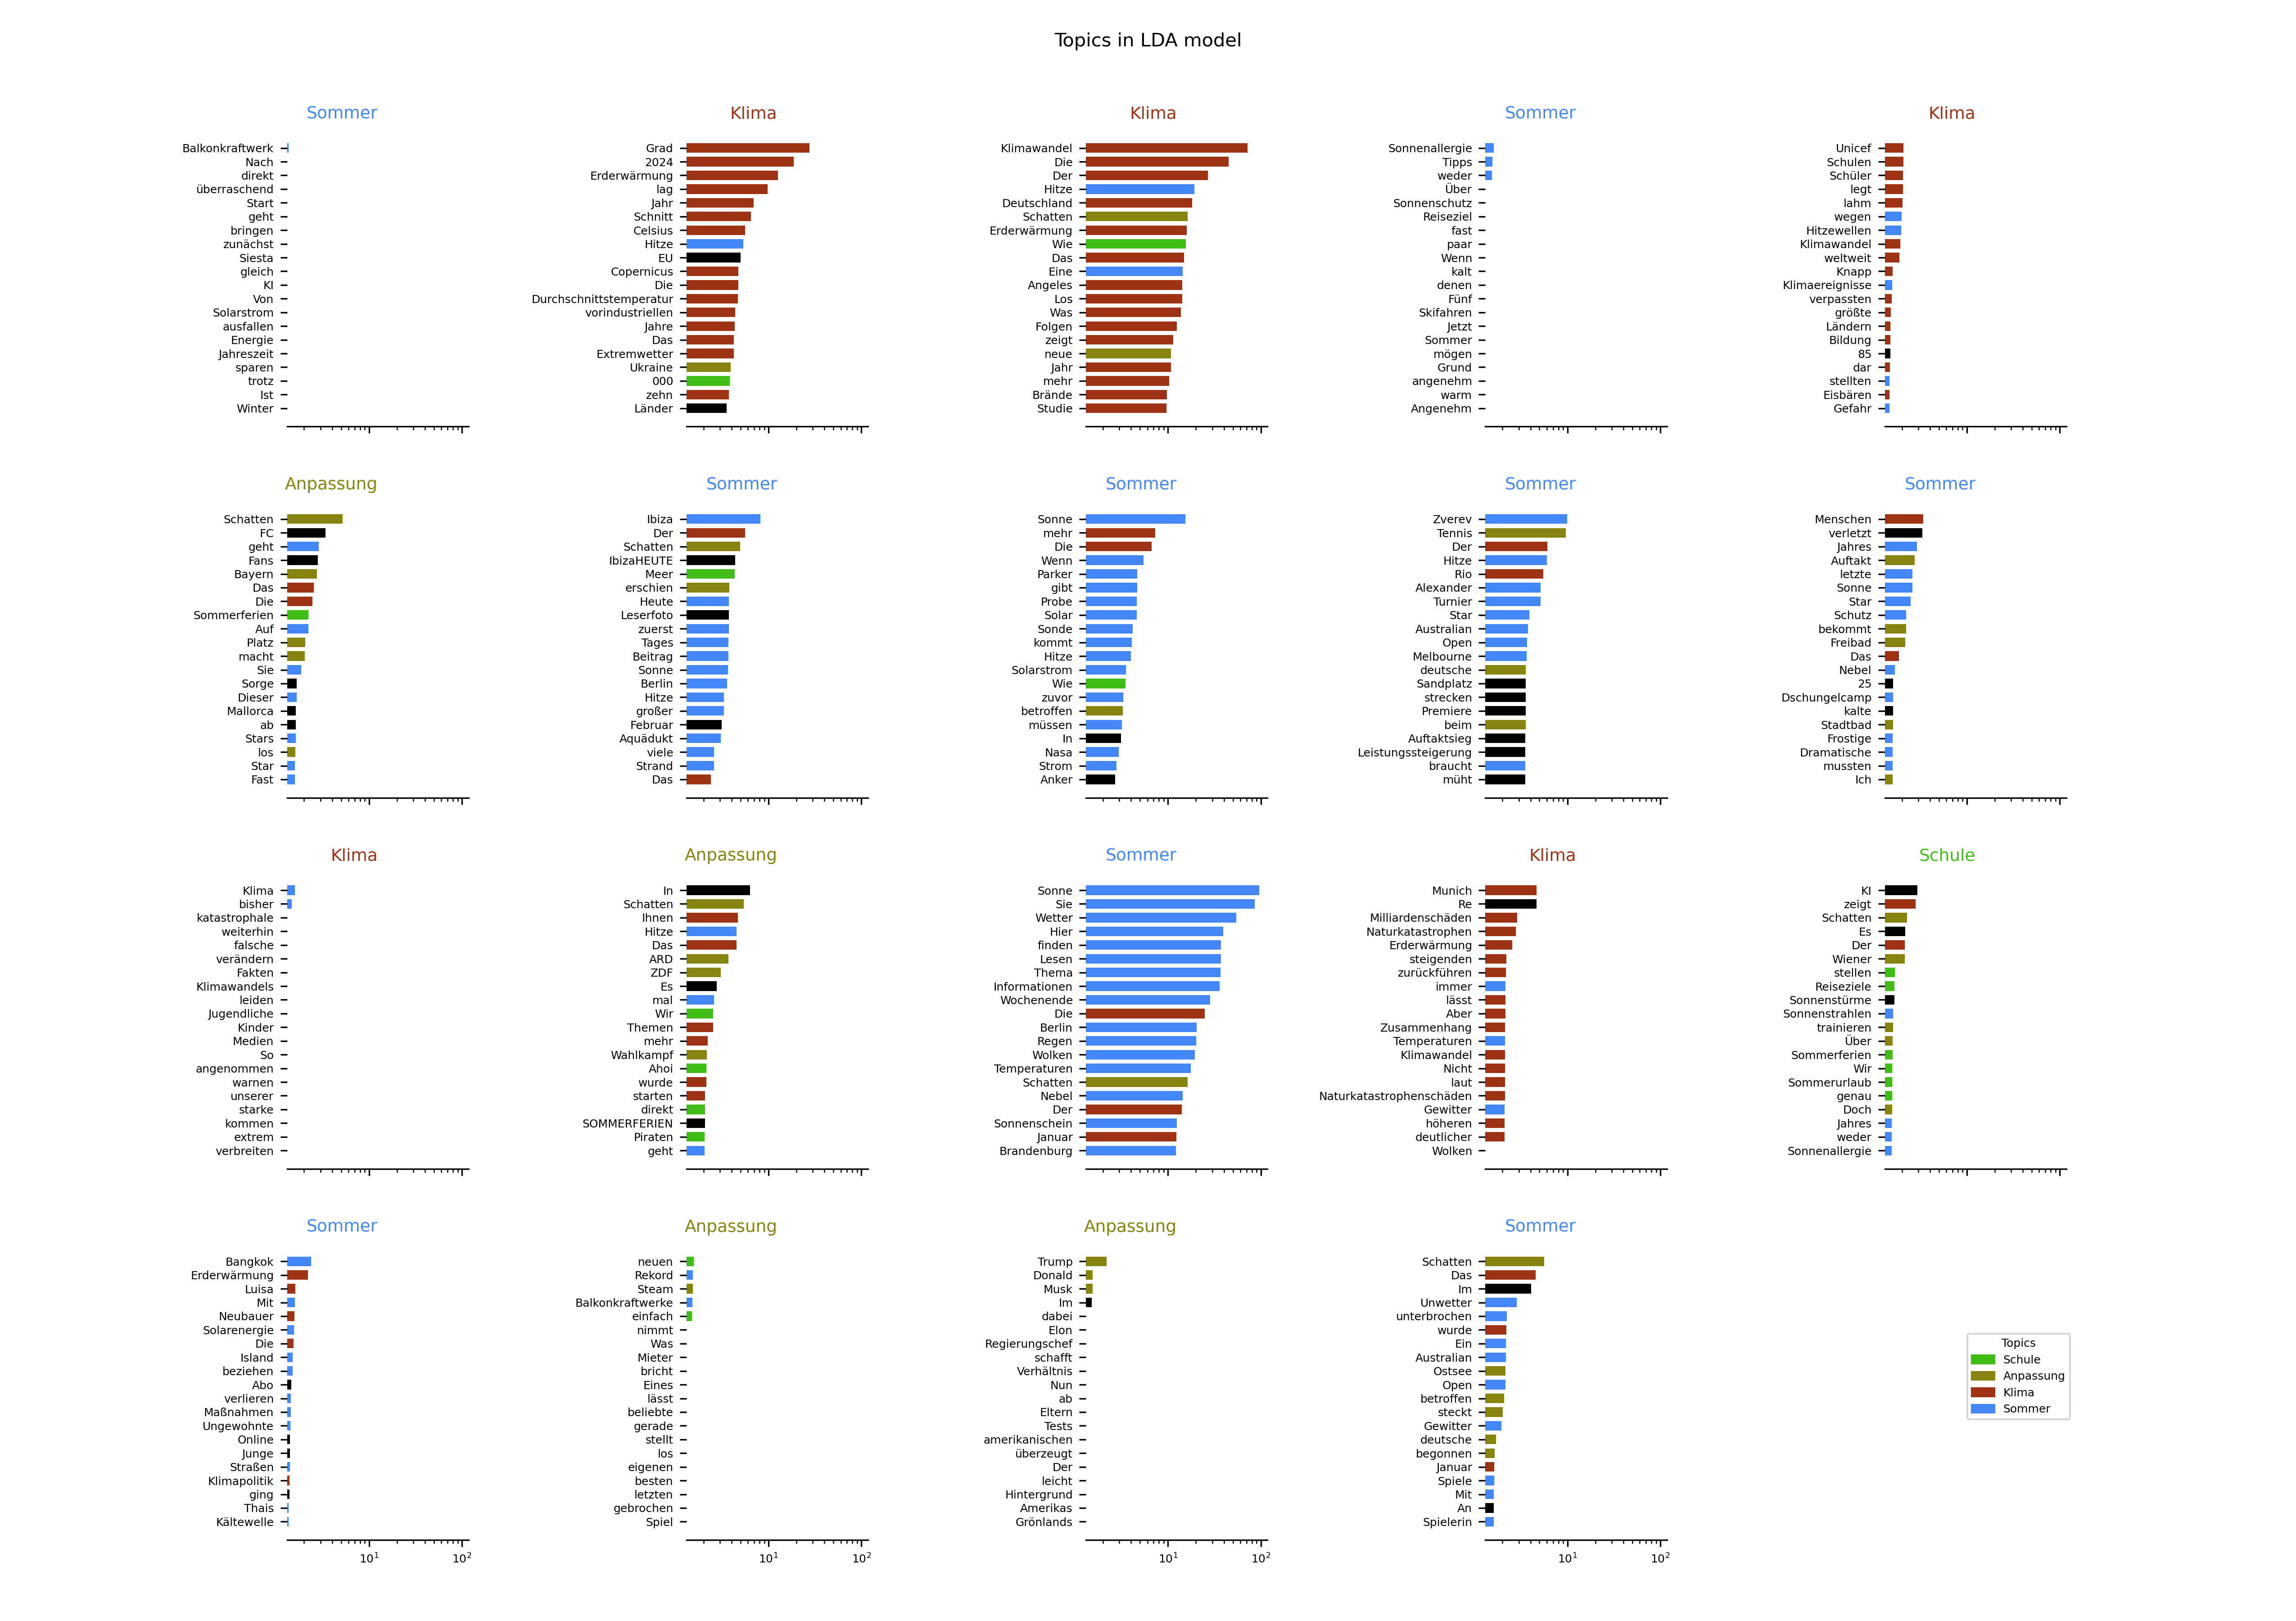 Topics in LDA model
Sommer
Balkonkraftwerk
Nach
direkt
überraschend
Start
geht
bringen
zunächst
Siesta
gleich
KI
Von
Solarstrom
ausfallen
Energie
Jahreszeit
sparen
trotz
Ist
Winter
Klima
Grad
2024
Erderwärmung
lag
Jahr
Schnitt
Celsius
Hitze
EU
Copernicus
Die
Durchschnittstemperatur
vorindustriellen
Jahre
Das
Extremwetter
Ukraine
000
zehn
Länder
Klima
Klimawandel
Die
Der
Hitze
Deutschland
Schatten
Erderwärmung
Wie
Das
Eine
Angeles
Los
Was
Folgen
zeigt
neue
Jahr
mehr
Brände
Studie
Sommer
Sonnenallergie
Tipps
weder
Über
Sonnenschutz
Reiseziel
fast
paar
Wenn
kalt
denen
Fünf
Skifahren
Jetzt
Sommer
mögen
Grund
angenehm
warm
Angenehm
Klima
Unicef
Schulen
Schüler
legt
lahm
wegen
Hitzewellen
Klimawandel
weltweit
Knapp
Klimaereignisse
verpassten
größte
Ländern
Bildung
85
dar
stellten
Eisbären
Gefahr
Anpassung
Schatten
FC
geht
Fans
Bayern
Das
Die
Sommerferien
Auf
Platz
macht
Sie
Sorge
Dieser
Mallorca
ab
Stars
los
Star
Fast
Sommer
Ibiza
Der
Schatten
IbizaHEUTE
Meer
erschien
Heute
Leserfoto
zuerst
Tages
Beitrag
Sonne
Berlin
Hitze
großer
Februar
Aquädukt
viele
Strand
Das
Sommer
Sonne
mehr
Die
Wenn
Parker
gibt
Probe
Solar
Sonde
kommt
Hitze
Solarstrom
Wie
zuvor
betroffen
müssen
In
Nasa
Strom
Anker
Sommer
Zverev
Tennis
Der
Hitze
Rio
Alexander
Turnier
Star
Australian
Open
Melbourne
deutsche
Sandplatz
strecken
Premiere
beim
Auftaktsieg
Leistungssteigerung
braucht
müht
Sommer
Menschen
verletzt
Jahres
Auftakt
letzte
Sonne
Star
Schutz
bekommt
Freibad
Das
Nebel
25
Dschungelcamp
kalte
Stadtbad
Frostige
Dramatische
mussten
Ich
Klima
Klima
bisher
katastrophale
weiterhin
falsche
verändern
Fakten
Klimawandels
leiden
Jugendliche
Kinder
Medien
So
angenommen
warnen
unserer
starke
kommen
extrem
verbreiten
Anpassung
In
Schatten
Ihnen
Hitze
Das
ARD
ZDF
Es
mal
Wir
Themen
mehr
Wahlkampf
Ahoi
wurde
starten
direkt
SOMMERFERIEN
Piraten
geht
Sommer
Sonne
Sie
Wetter
Hier
finden
Lesen
Thema
Informationen
Wochenende
Die
Berlin
Regen
Wolken
Temperaturen
Schatten
Nebel
Der
Sonnenschein
Januar
Brandenburg
Klima
Munich
Re
Milliardenschäden
Naturkatastrophen
Erderwärmung
steigenden
zurückführen
immer
lässt
Aber
Zusammenhang
Temperaturen
Klimawandel
Nicht
laut
Naturkatastrophenschäden
Gewitter
höheren
deutlicher
Wolken
Schule
KI
zeigt
Schatten
Es
Der
Wiener
stellen
Reiseziele
Sonnenstürme
Sonnenstrahlen
trainieren
Über
Sommerferien
Wir
Sommerurlaub
genau
Doch
Jahres
weder
Sonnenallergie
Sommer
Bangkok
Erderwärmung
Luisa
Mit
Neubauer
Solarenergie
Die
Island
beziehen
Abo
verlieren
Maßnahmen
Ungewohnte
Online
Junge
Straßen
Klimapolitik
ging
Thais
Kältewelle
10¹
10²
Anpassung
neuen
Rekord
Steam
Balkonkraftwerke
einfach
nimmt
Was
Mieter
bricht
Eines
lässt
beliebte
gerade
stellt
los
eigenen
besten
letzten
gebrochen
Spiel
10¹
10²
Anpassung
Trump
Donald
Musk
Im
dabei
Elon
Regierungschef
schafft
Verhältnis
Nun
ab
Eltern
Tests
amerikanischen
überzeugt
Der
leicht
Hintergrund
Amerikas
Grönlands
10¹
10²
Sommer
Schatten
Das
Im
Unwetter
unterbrochen
wurde
Ein
Australian
Ostsee
Open
betroffen
steckt
Gewitter
deutsche
begonnen
Januar
Spiele
Mit
An
Spielerin
10¹
10²
Topics
Schule
Anpassung
Klima
Sommer